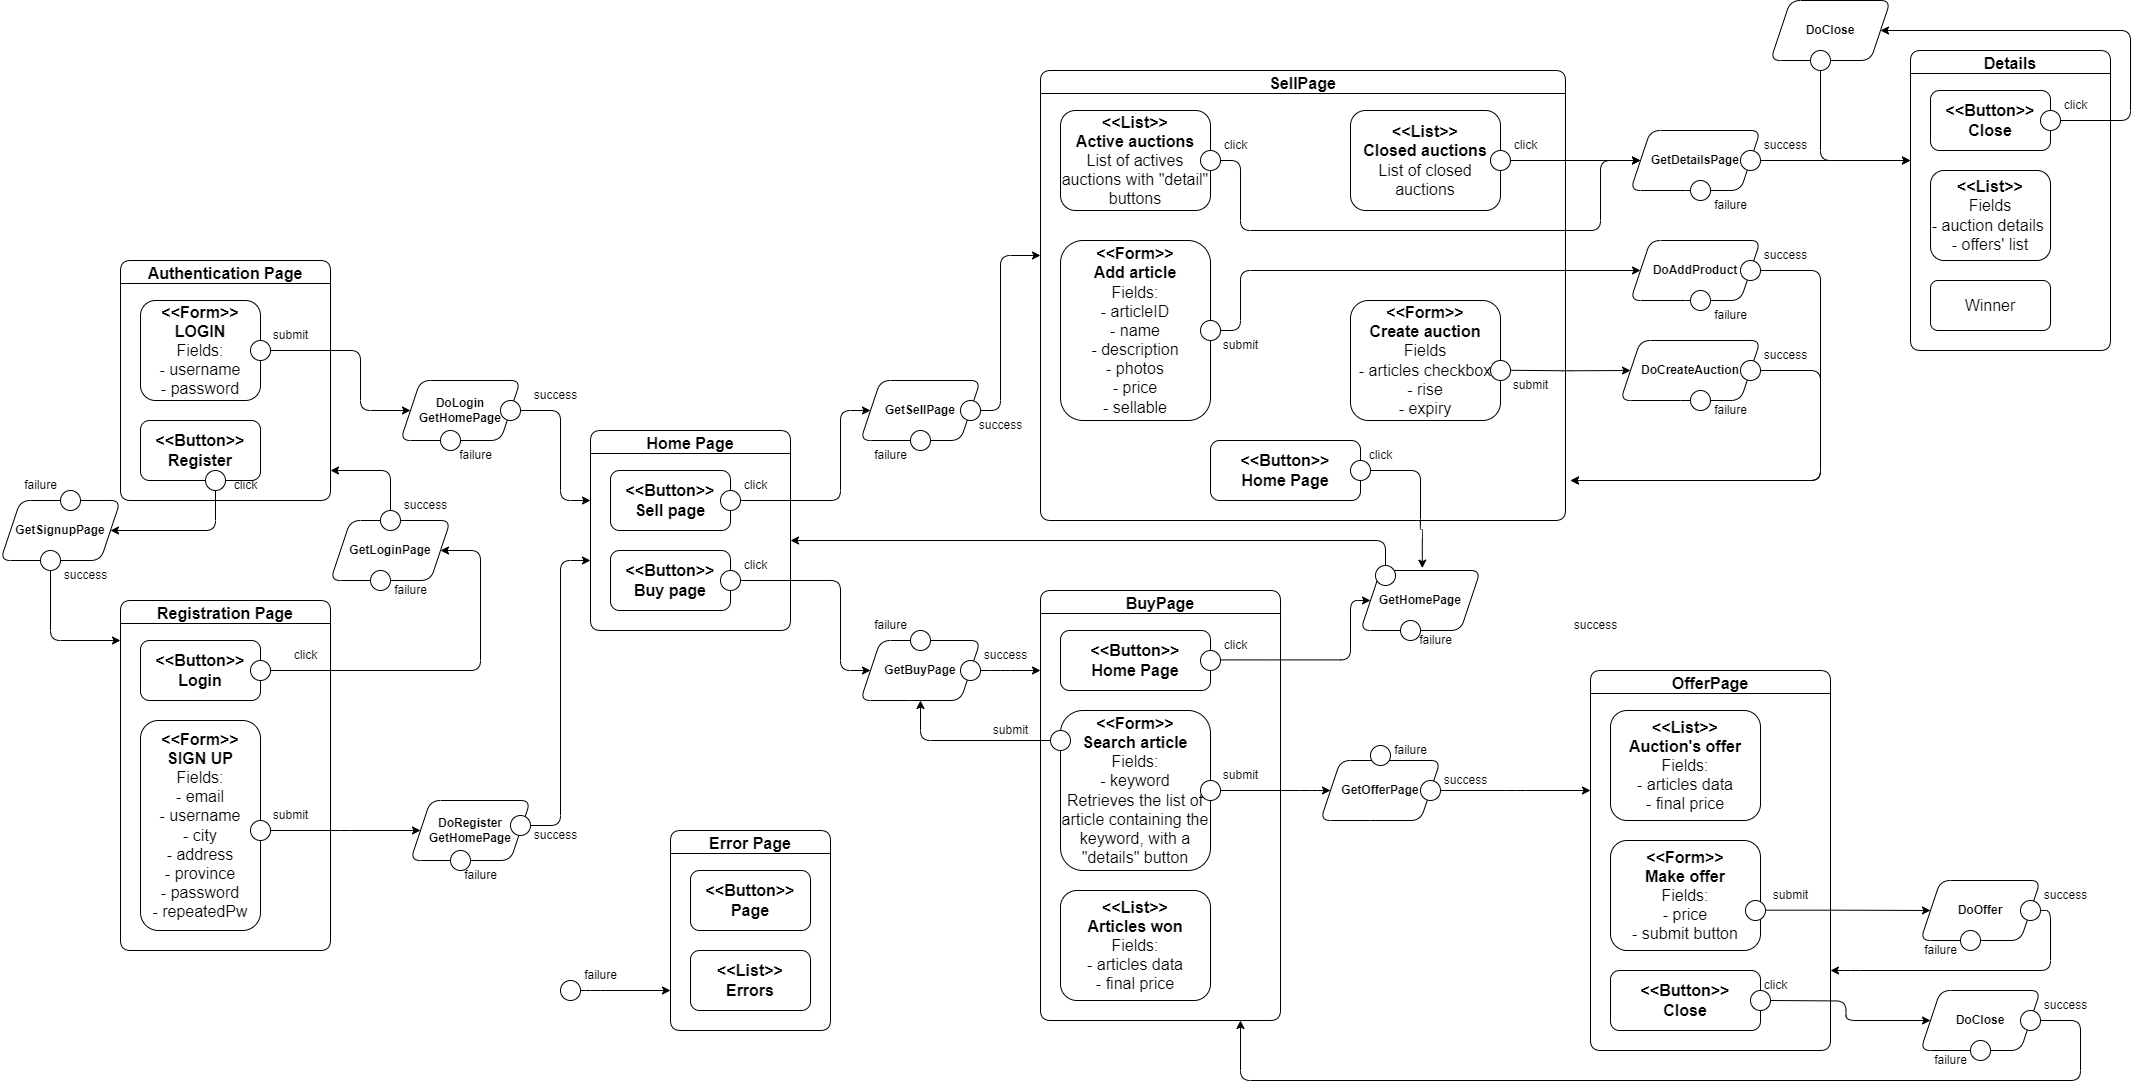 Authentication Page
<<Form>>
LOGIN
Fields:
- username
- password
submit
<<Button>>
Register
click
failure
GetSignupPage
success
success
GetLoginPage
failure
Registration Page
<<Button>>
Login
click
<<Form>>
SIGN UP
Fields:
- email
- username
- city
- address
- province
- password
- repeatedPw
submit
DoLogin
GetHomePage
success
failure
DoRegister
GetHomePage
success
failure
Home Page
<<Button>>
Sell page
click
<<Button>>
Buy page
click
Error Page
<<Button>>
Page
<<List>>
Errors
failure
GetSellPage
success
failure
failure
GetBuyPage
success
SellPage
<<List>>
Active auctions
List of actives
auctions with "detail"
buttons
click
<<List>>
Closed auctions
List of closed
auctions
click
<<Form>>
Add article
Fields:
- articleID
- name
- description
- photos
- price
- sellable
submit
<<Form>>
Create auction
Fields
- articles checkbox
- rise
- expiry
submit
<<Button>>
Home Page
click
GetDetailsPage
success
failure
DoAddProduct
success
failure
DoCreateAuction
success
failure
DoClose
Details
<<Button>>
Close
click
<<List>>
Fields
- auction details
- offers' list
Winner
GetHomePage
failure
success
BuyPage
<<Button>>
Home Page
click
submit
<<Form>>
Search article
Fields:
- keyword
Retrieves the list of
article containing the
keyword, with a
"details" button
submit
<<List>>
Articles won
Fields:
- articles data
- final price
failure
GetOfferPage
success
OfferPage
<<List>>
Auction's offer
Fields:
- articles data
- final price
<<Form>>
Make offer
Fields:
- price
- submit button
submit
<<Button>>
Close
click
DoOffer
success
failure
DoClose
success
failure